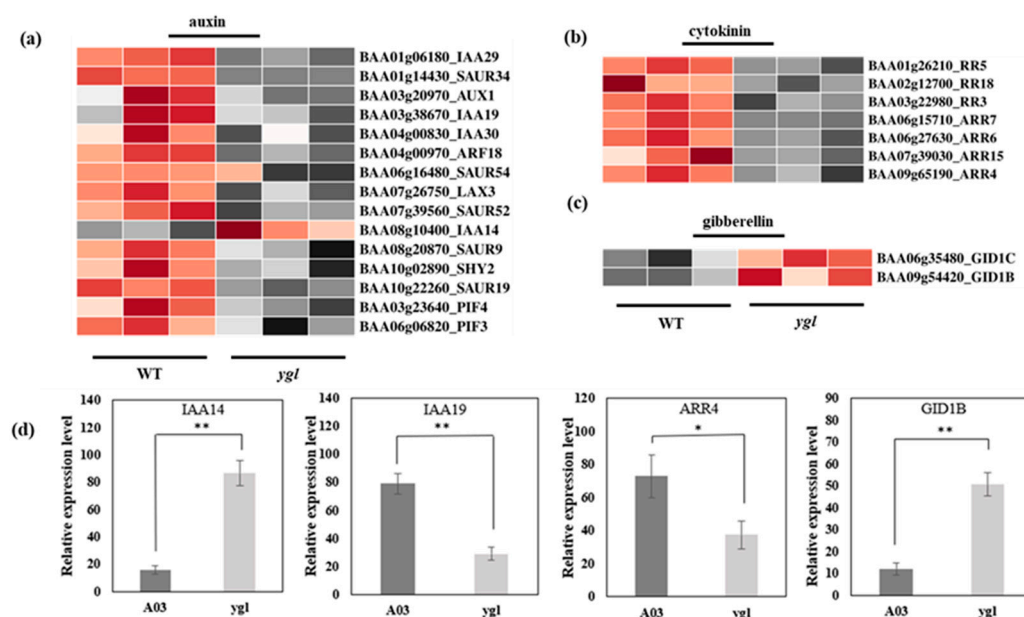 auxin
(a)
BAA01g06180_IAA29
BAA01g14430_SAUR34
BAA03g20970_AUX1
BAA03g38670_IAA19
BAA04g00830_IAA30
BAA04g00970_ARF18
BAA06g16480_SAUR54
BAA07g26750_LAX3
BAA07g39560_SAUR52
BAA08g10400_IAA14
BAA08g20870_SAUR9
BAA10g02890_SHY2
BAA10g22260_SAUR19
BAA03g23640_PIF4
BAA06g06820_PIF3
WT ygl
(b)
cytokinin
BAA01g26210_RR5
BAA02g12700_RR18
BAA03g22980_RR3
BAA06g15710_ARR7
BAA06g27630_ARR6
BAA07g39030_ARR15
BAA09g65190_ARR4
(c)
gibberellin
BAA06g35480_GID1C
BAA09g54420_GID1B
WT ygl
(d)
Relative expression level
140
120
100
80
60
40
20
0
IAA14
**
A03 ygl
Relative expression level
140
120
100
80
60
40
20
0
IAA19
**
A03 ygl
Relative expression level
120
100
80
60
40
20
0
ARR4
*
A03 ygl
Relative expression level
90
80
70
60
50
40
30
20
10
0
GID1B
**
A03 ygl